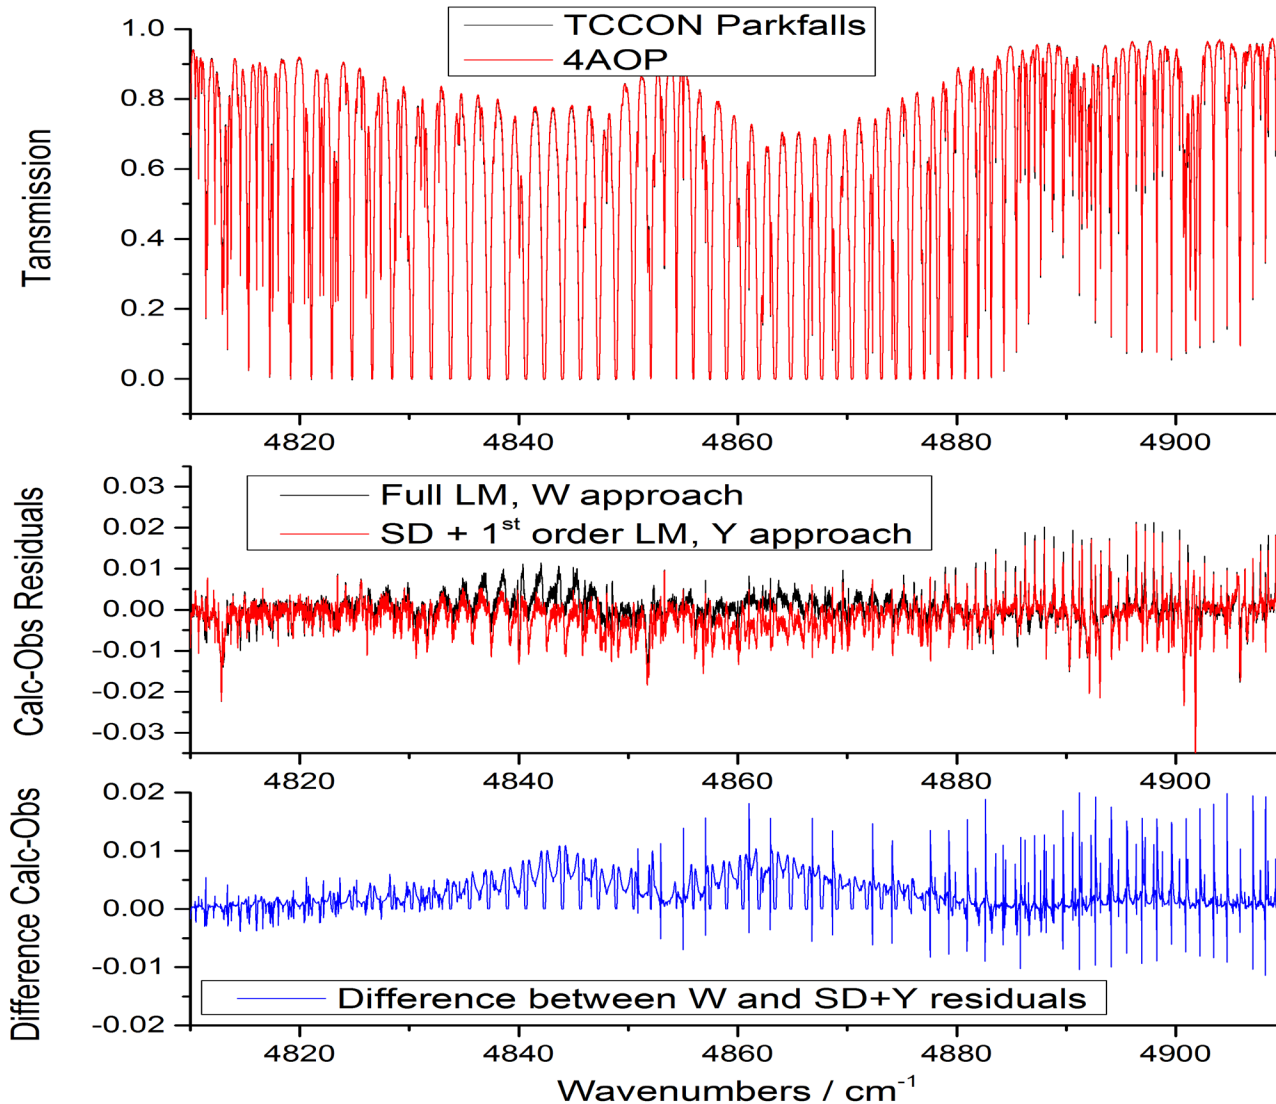 TCCON Parkfalls
4AOP
Tansmission
1.0
0.8
0.6
0.4
0.2
0.0
4820 4840 4860 4880 4900
Full LM, W approach
SD + 1st order LM, Y approach
Calc-Obs Residuals
0.03
0.02
0.01
0.00
-0.01
-0.02
-0.03
4820 4840 4860 4880 4900
Difference Calc-Obs
0.02
0.01
0.00
-0.01
-0.02
Difference between W and SD+Y residuals
4820 4840 4860 4880 4900
Wavenumbers / cm-1